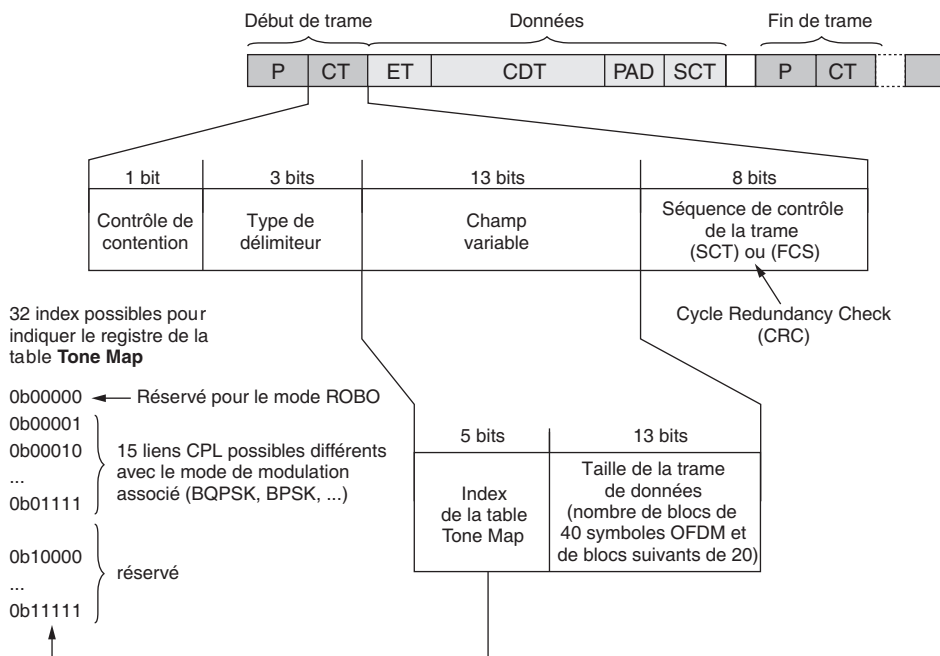 Début de trame
Données
Fin de trame
P
CT
ET
CDT
PAD
SCT
P
CT
1 bit
3 bits
13 bits
8 bits
Contrôle de
contention
Type de
délimiteur
Champ
variable
Séquence de contrôle
de la trame
(SCT) ou (FCS)
Cycle Redundancy Check
(CRC)
32 index possibles pour
indiquer le registre de la
table Tone Map
0b00000
Réservé pour le mode ROBO
0b00001
0b00010
...
0b01111
15 liens CPL possibles différents
avec le mode de modulation
associé (BQPSK, BPSK, ...)
0b10000
...
0b11111
réservé
5 bits
13 bits
Index
de la table
Tone Map
Taille de la trame
de données
(nombre de blocs de
40 symboles OFDM et
de blocs suivants de 20)